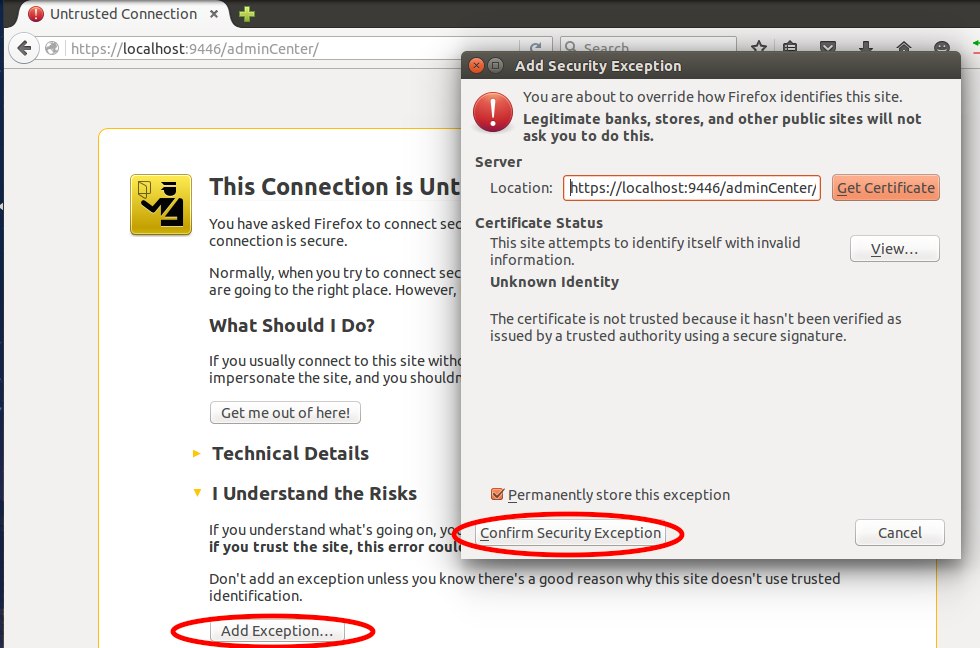 Untrusted Connection
https://localhost:9446/adminCenter/
Search
This Connection is Unt
You have asked Firefox to connect sec
connection is secure.
Normally, when you try to connect sec
are going to the right place. However,
What Should I Do?
If you usually connect to this site witho
impersonate the site, and you shouldn
Get me out of here!
Technical Details
I Understand the Risks
If you understand what's going on, yo
if you trust the site, this error coul
Don't add an exception unless you know there's a good reason why this site doesn't use trusted
identification.
Add Exception...
Add Security Exception
You are about to override how Firefox identifies this site.
Legitimate banks, stores, and other public sites will not
ask you to do this.
Server
Location: https://localhost:9446/adminCenter/ Get Certificate
Certificate Status
This site attempts to identify itself with invalid
information.
View...
Unknown Identity
The certificate is not trusted because it hasn't been verified as
issued by a trusted authority using a secure signature.
Permanently store this exception
Confirm Security Exception Cancel